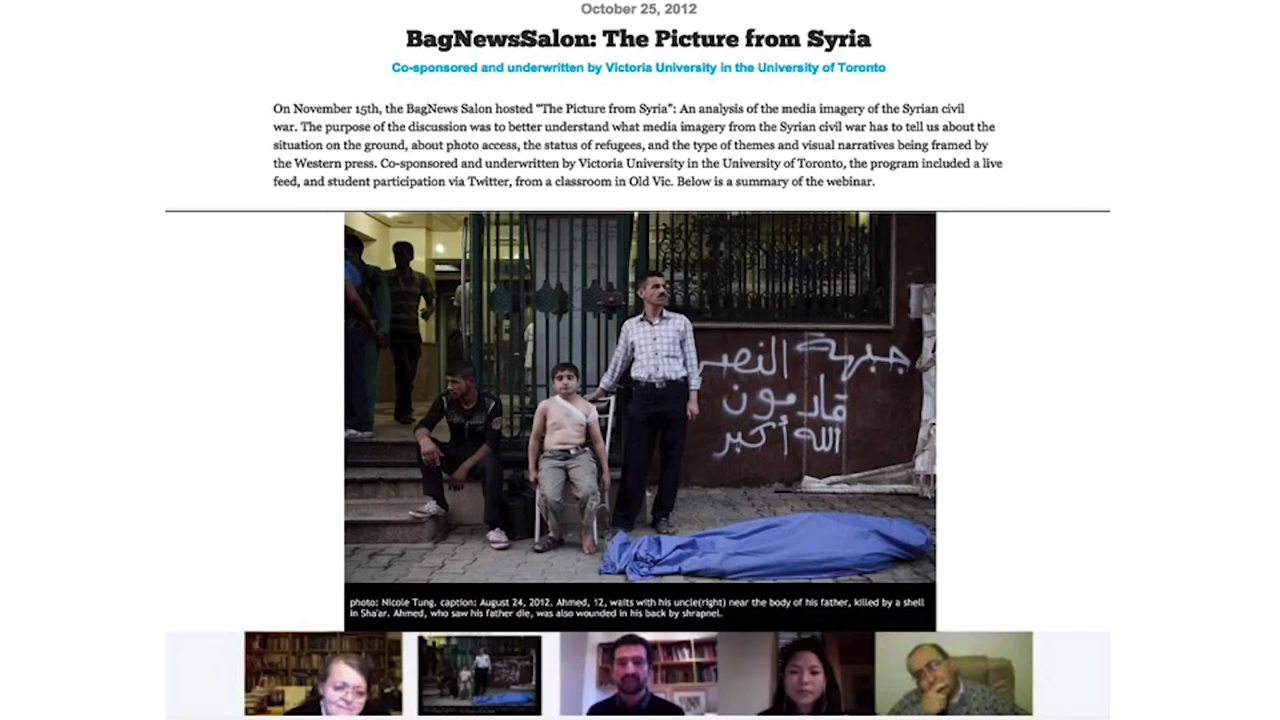 October 25, 2012
BagNewsSalon: The Picture from Syria
Co-sponsored and underwritten by Victoria University in the University of Toronto
On November 15th, the BagNews Salon hosted "The Picture from Syria": An analysis of the media imagery of the Syrian civil
war. The purpose of the discussion was to better understand what media imagery from the Syrian civil war has to tell us about the
situation on the ground, about photo access, the status of refugees, and the type of themes and visual narratives being framed by
the Western press. Co-sponsored and underwritten by Victoria University in the University of Toronto, the program included a live
feed, and student participation via Twitter, from a classroom in Old Vic. Below is a summary of the webinar.
جبهة النصر
قادمون
الله أكبر
photo: Nicole Tung. caption: August 24, 2012. Ahmed, 12, waits with his uncle(right) near the body of his father, killed by a shell
in Sha'ar. Ahmed, who saw his father die, was also wounded in his back by shrapnel.